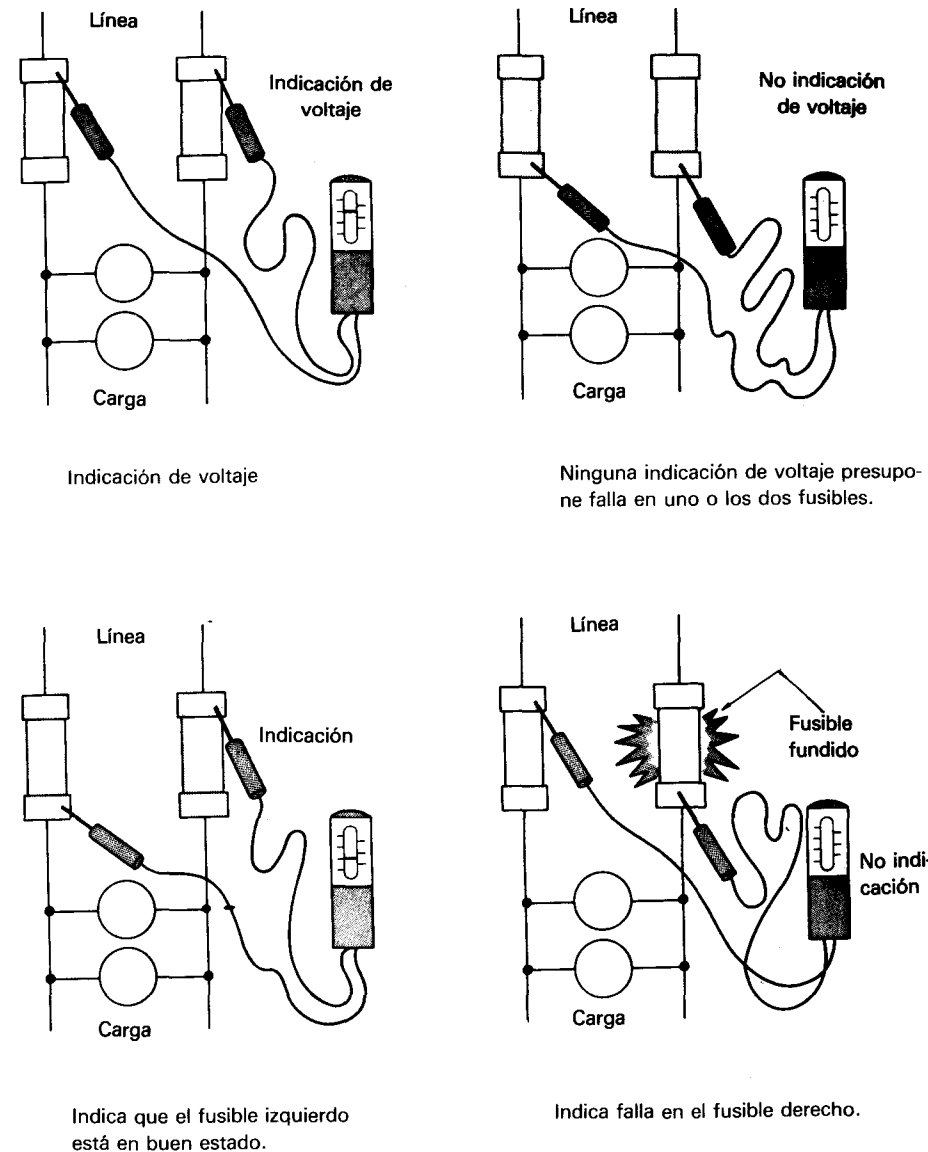 Línea
Indicación de
voltaje
Carga
Indicación de voltaje
Línea
No indicación
de voltaje
Carga
Ninguna indicación de voltaje presupo-
ne falla en uno o los dos fusibles.
Línea
Indicación
Carga
Indica que el fusible izquierdo
está en buen estado.
Línea
Fusible
fundido
No indi-
cación
Carga
Indica falla en el fusible derecho.